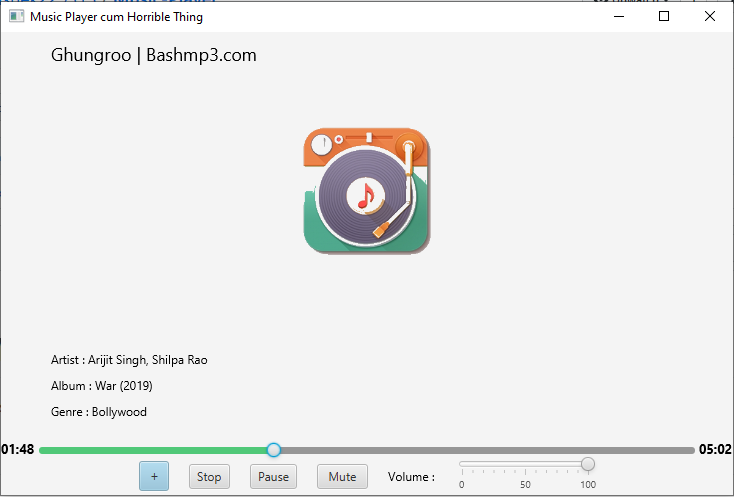 Music Player cum Horrible Thing
Ghungroo | Bashmp3.com
Artist : Arijit Singh, Shilpa Rao
Album : War (2019)
Genre : Bollywood
01:48 05:02
+ Stop Pause Mute Volume :
0 50 100